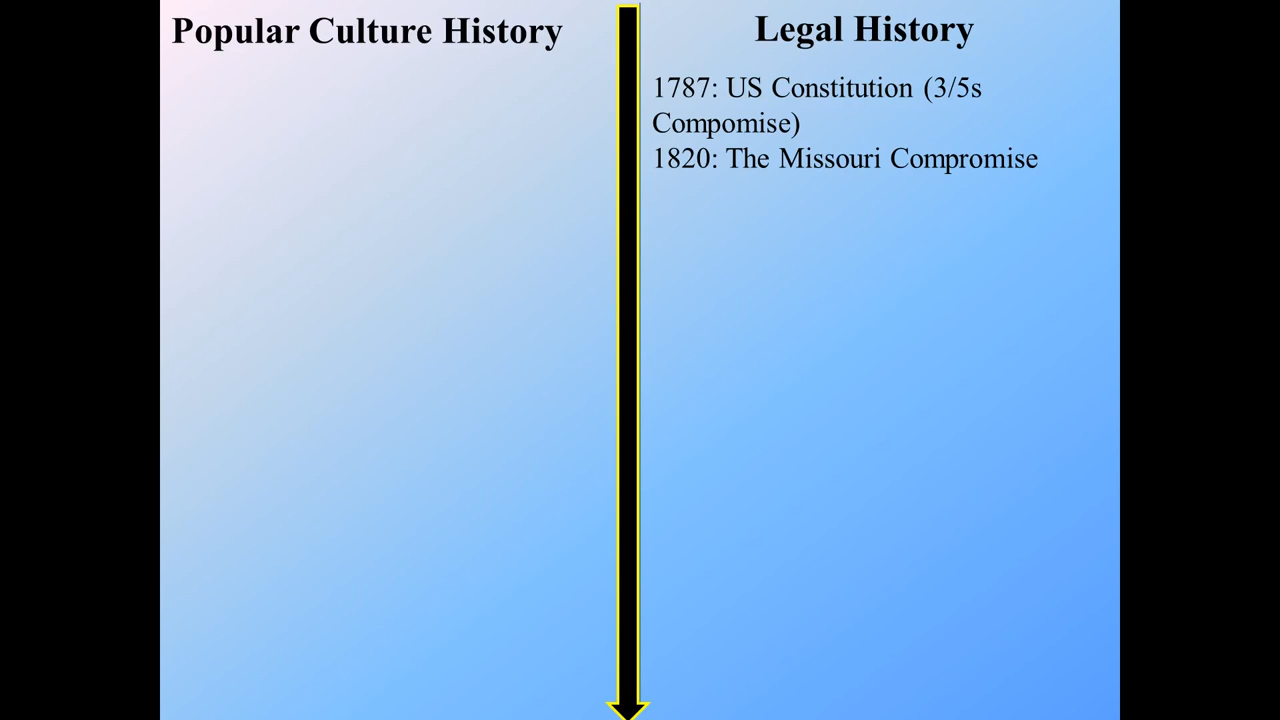 Popular Culture History
Legal History
1787: US Constitution (3/5s
Compomise)
1820: The Missouri Compromise